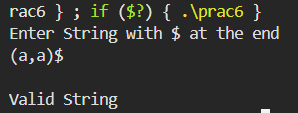 rac6 } ; if ($?) { .\prac6 }
Enter String with $ at the end
(a,a)$
Valid String